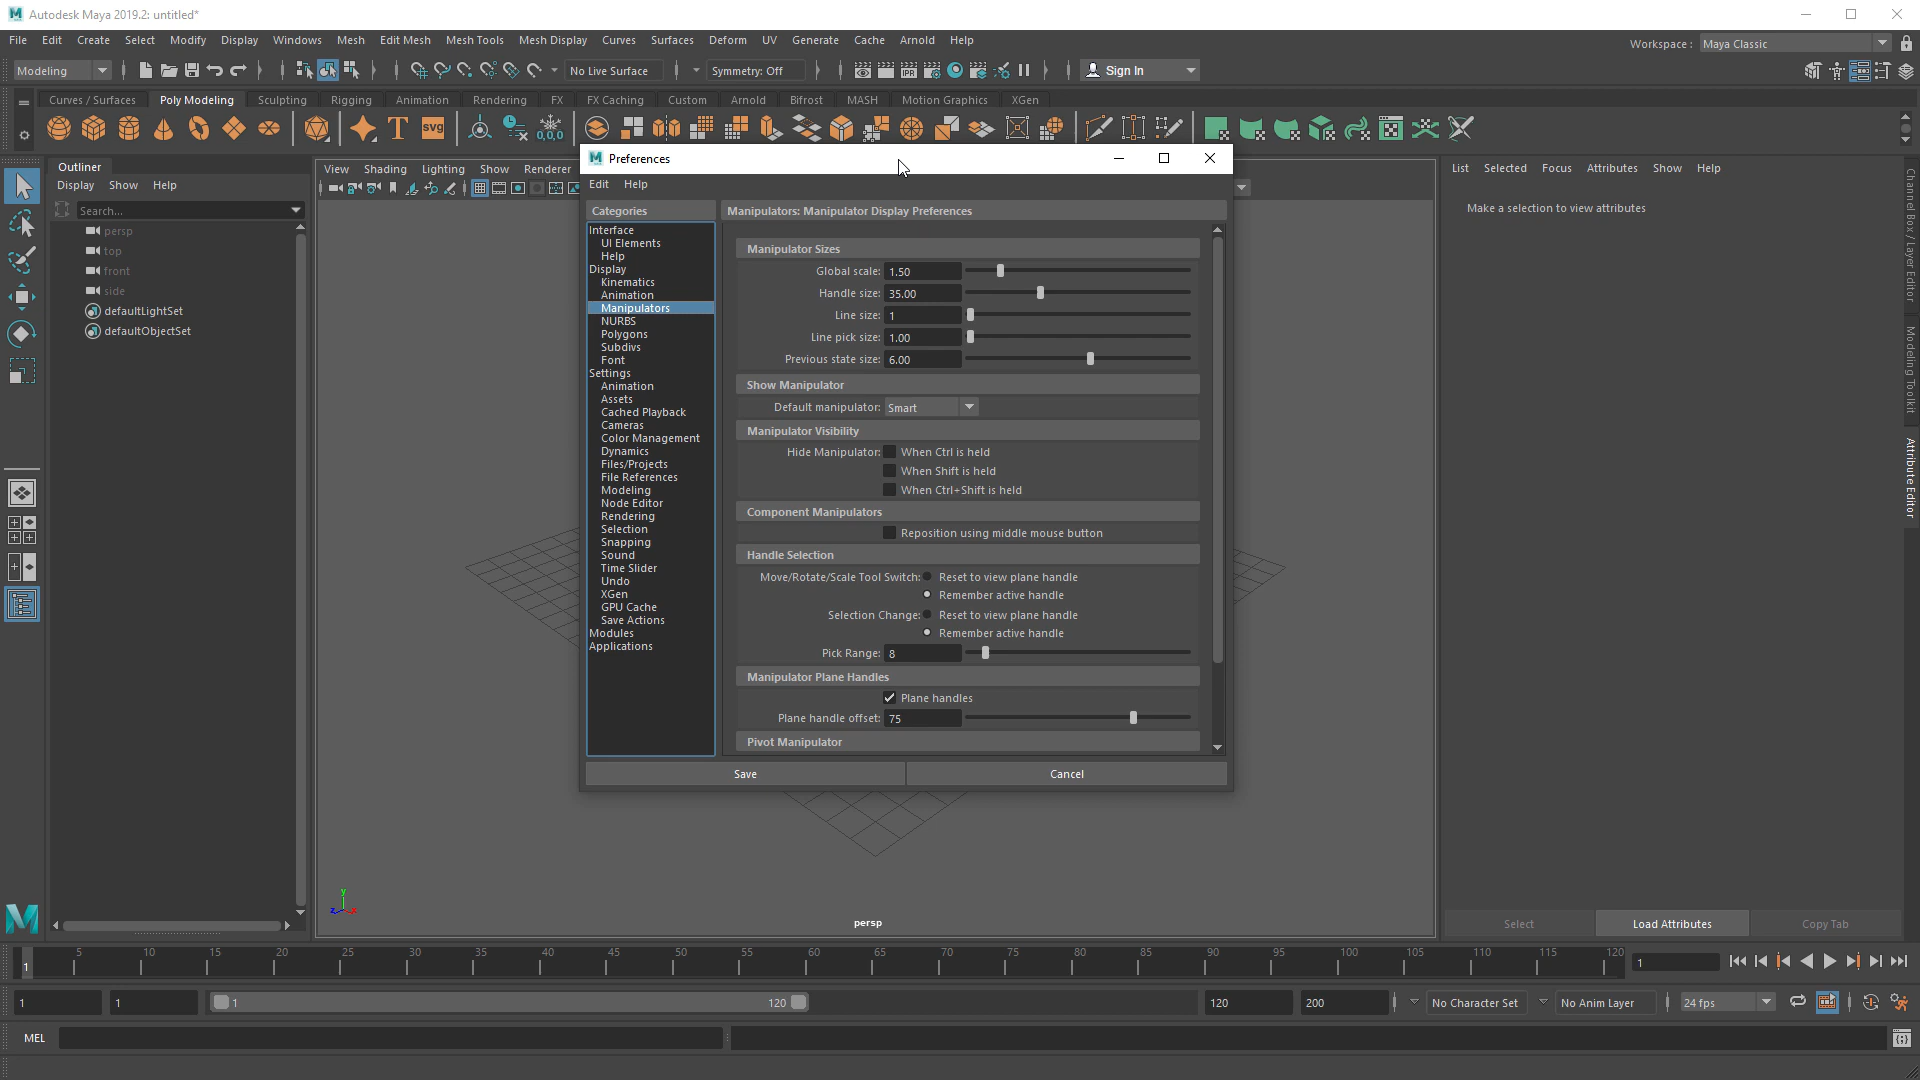 Autodesk Maya 2019.2: untitled*
File Edit Create Select Modify Display Windows Mesh Edit Mesh Mesh Tools Mesh Display Curves Surfaces Deform UV Generate Cache Arnold Help
Workspace : Maya Classic
Modeling
No Live Surface
Symmetry: Off
IPR
Sign In
Curves / Surfaces Poly Modeling Sculpting Rigging Animation Rendering FX FX Caching Custom Arnold Bifrost MASH Motion Graphics XGen
T SVG 0,0,0
Outliner
Display Show Help
Search...
persp
top
front
side
defaultLightSet
defaultObjectSet
View Shading Lighting Show Renderer
Preferences
Edit Help
Categories
Interface
UI Elements
Help
Display
Kinematics
Animation
Manipulators
NURBS
Polygons
Subdivs
Font
Settings
Animation
Assets
Cached Playback
Cameras
Color Management
Dynamics
Files/Projects
File References
Modeling
Node Editor
Rendering
Selection
Snapping
Sound
Time Slider
Undo
XGen
GPU Cache
Save Actions
Modules
Applications
Manipulators: Manipulator Display Preferences
Manipulator Sizes
Global scale: 1.50
Handle size: 35.00
Line size: 1
Line pick size: 1.00
Previous state size: 6.00
Show Manipulator
Default manipulator: Smart
Manipulator Visibility
Hide Manipulator: When Ctrl is held
When Shift is held
When Ctrl+Shift is held
Component Manipulators
Reposition using middle mouse button
Handle Selection
Move/Rotate/Scale Tool Switch: Reset to view plane handle
Remember active handle
Selection Change: Reset to view plane handle
Remember active handle
Pick Range: 8
Manipulator Plane Handles
Plane handles
Plane handle offset: 75
Pivot Manipulator
Save Cancel
y
z x
persp
List Selected Focus Attributes Show Help
Make a selection to view attributes
Channel Box / Layer Editor
Modeling Toolkit
Attribute Editor
Select Load Attributes Copy Tab
1 5 10 15 20 25 30 35 40 45 50 55 60 65 70 75 80 85 90 95 100 105 110 115 120
1
1 1 1 120 120 200 No Character Set No Anim Layer 24 fps
MEL